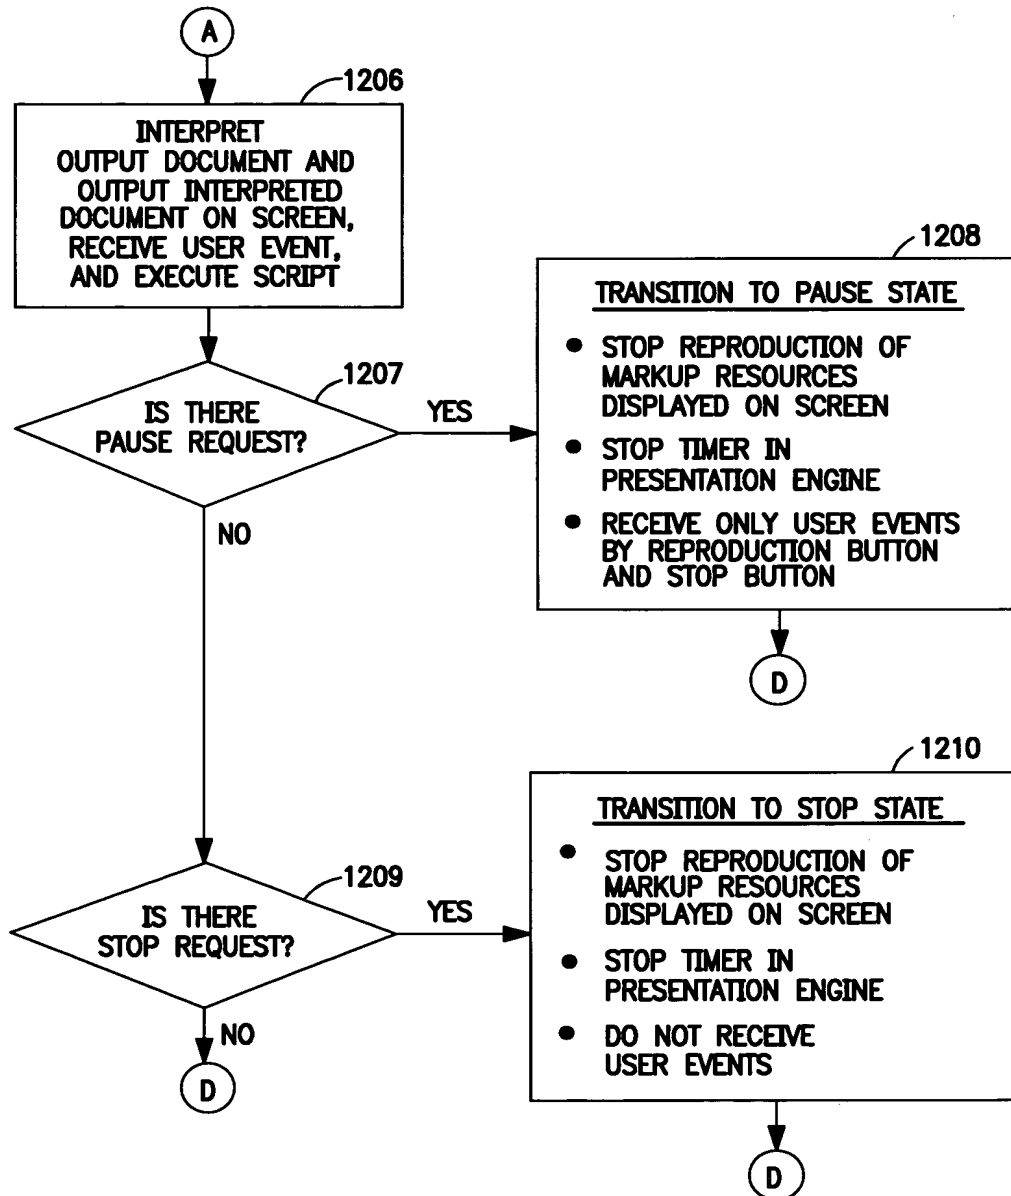 A
1206
INTERPRET
OUTPUT DOCUMENT AND
OUTPUT INTERPRETED
DOCUMENT ON SCREEN,
RECEIVE USER EVENT,
AND EXECUTE SCRIPT
1207
IS THERE
PAUSE REQUEST?
YES
NO
1208
TRANSITION TO PAUSE STATE
• STOP REPRODUCTION OF
MARKUP RESOURCES
DISPLAYED ON SCREEN
• STOP TIMER IN
PRESENTATION ENGINE
• RECEIVE ONLY USER EVENTS
BY REPRODUCTION BUTTON
AND STOP BUTTON
D
1209
IS THERE
STOP REQUEST?
YES
NO
D
1210
TRANSITION TO STOP STATE
• STOP REPRODUCTION OF
MARKUP RESOURCES
DISPLAYED ON SCREEN
• STOP TIMER IN
PRESENTATION ENGINE
• DO NOT RECEIVE
USER EVENTS
D